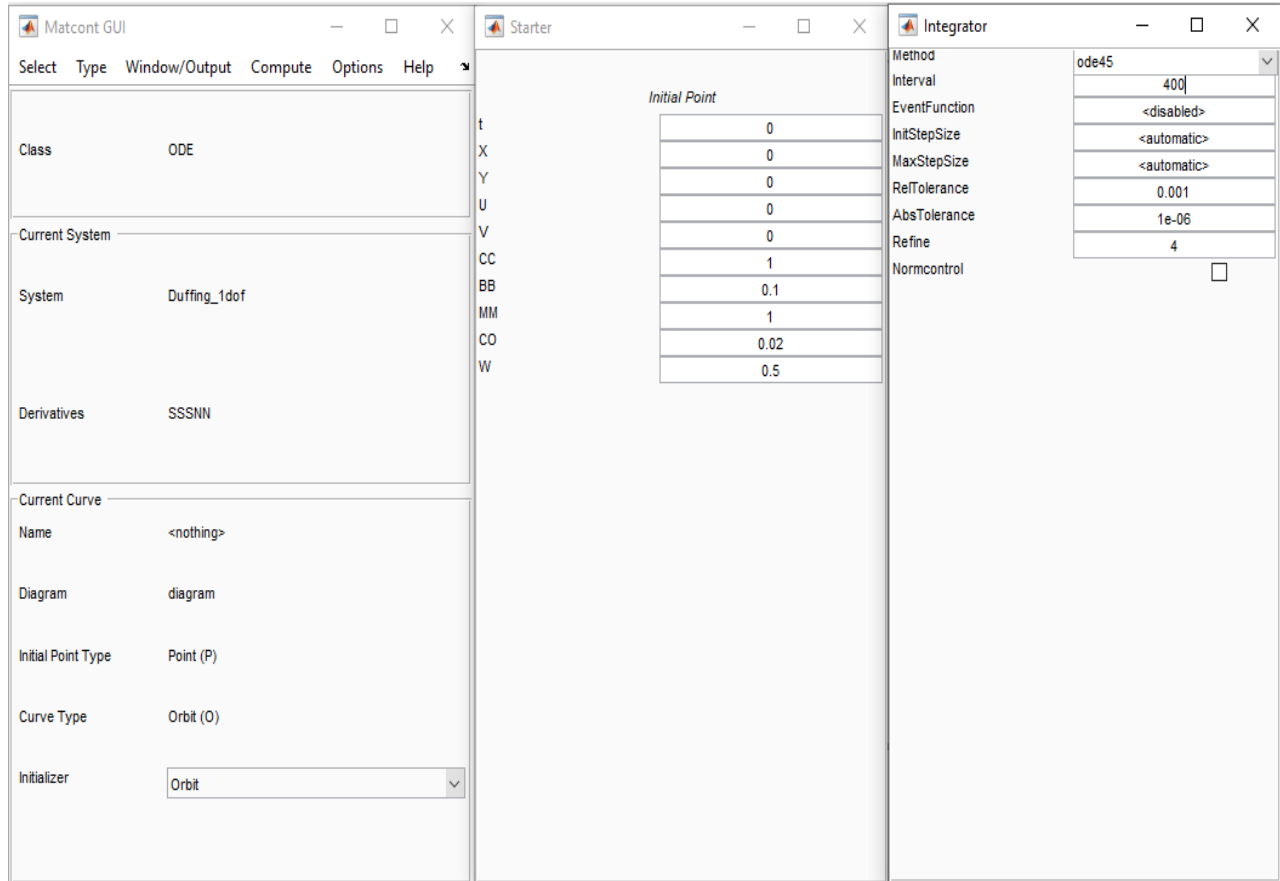 Matcont GUI
Select Type Window/Output Compute Options Help
Class ODE
Current System
System Duffing_1dof
Derivatives SSSNN
Current Curve
Name <nothing>
Diagram diagram
Initial Point Type Point (P)
Curve Type Orbit (O)
Initializer Orbit
Starter
Initial Point
t 0
X 0
Y 0
U 0
V 0
CC 1
BB 0.1
MM 1
CO 0.02
W 0.5
Integrator
Method ode45
Interval 400
EventFunction <disabled>
InitStepSize <automatic>
MaxStepSize <automatic>
RelTolerance 0.001
AbsTolerance 1e-06
Refine 4
Normcontrol